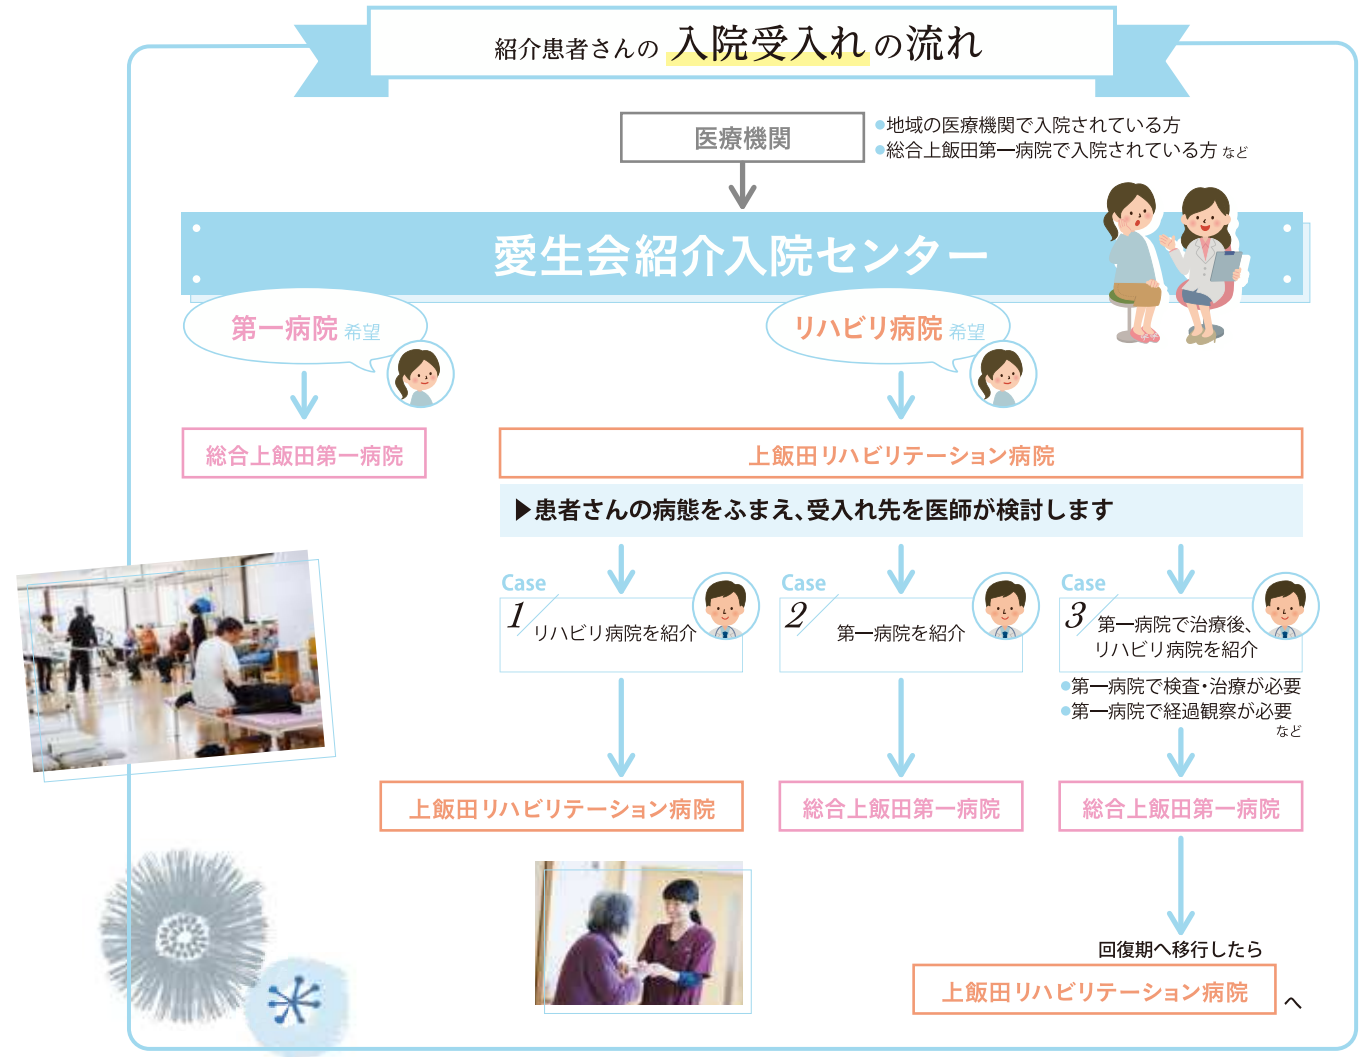 紹介患者さんの 入院受入れ の流れ
医療機関
●地域の医療機関で入院されている方
●総合上飯田第一病院で入院されている方 など
愛生会紹介入院センター
第一病院 希望
リハビリ病院 希望
総合上飯田第一病院
上飯田リハビリテーション病院
▶患者さんの病態をふまえ、受入れ先を医師が検討します
Case
1
リハビリ病院を紹介
Case
2
第一病院を紹介
Case
3
第一病院で治療後、
リハビリ病院を紹介
●第一病院で検査・治療が必要
●第一病院で経過観察が必要
など
上飯田リハビリテーション病院
総合上飯田第一病院
総合上飯田第一病院
回復期へ移行したら
上飯田リハビリテーション病院 へ